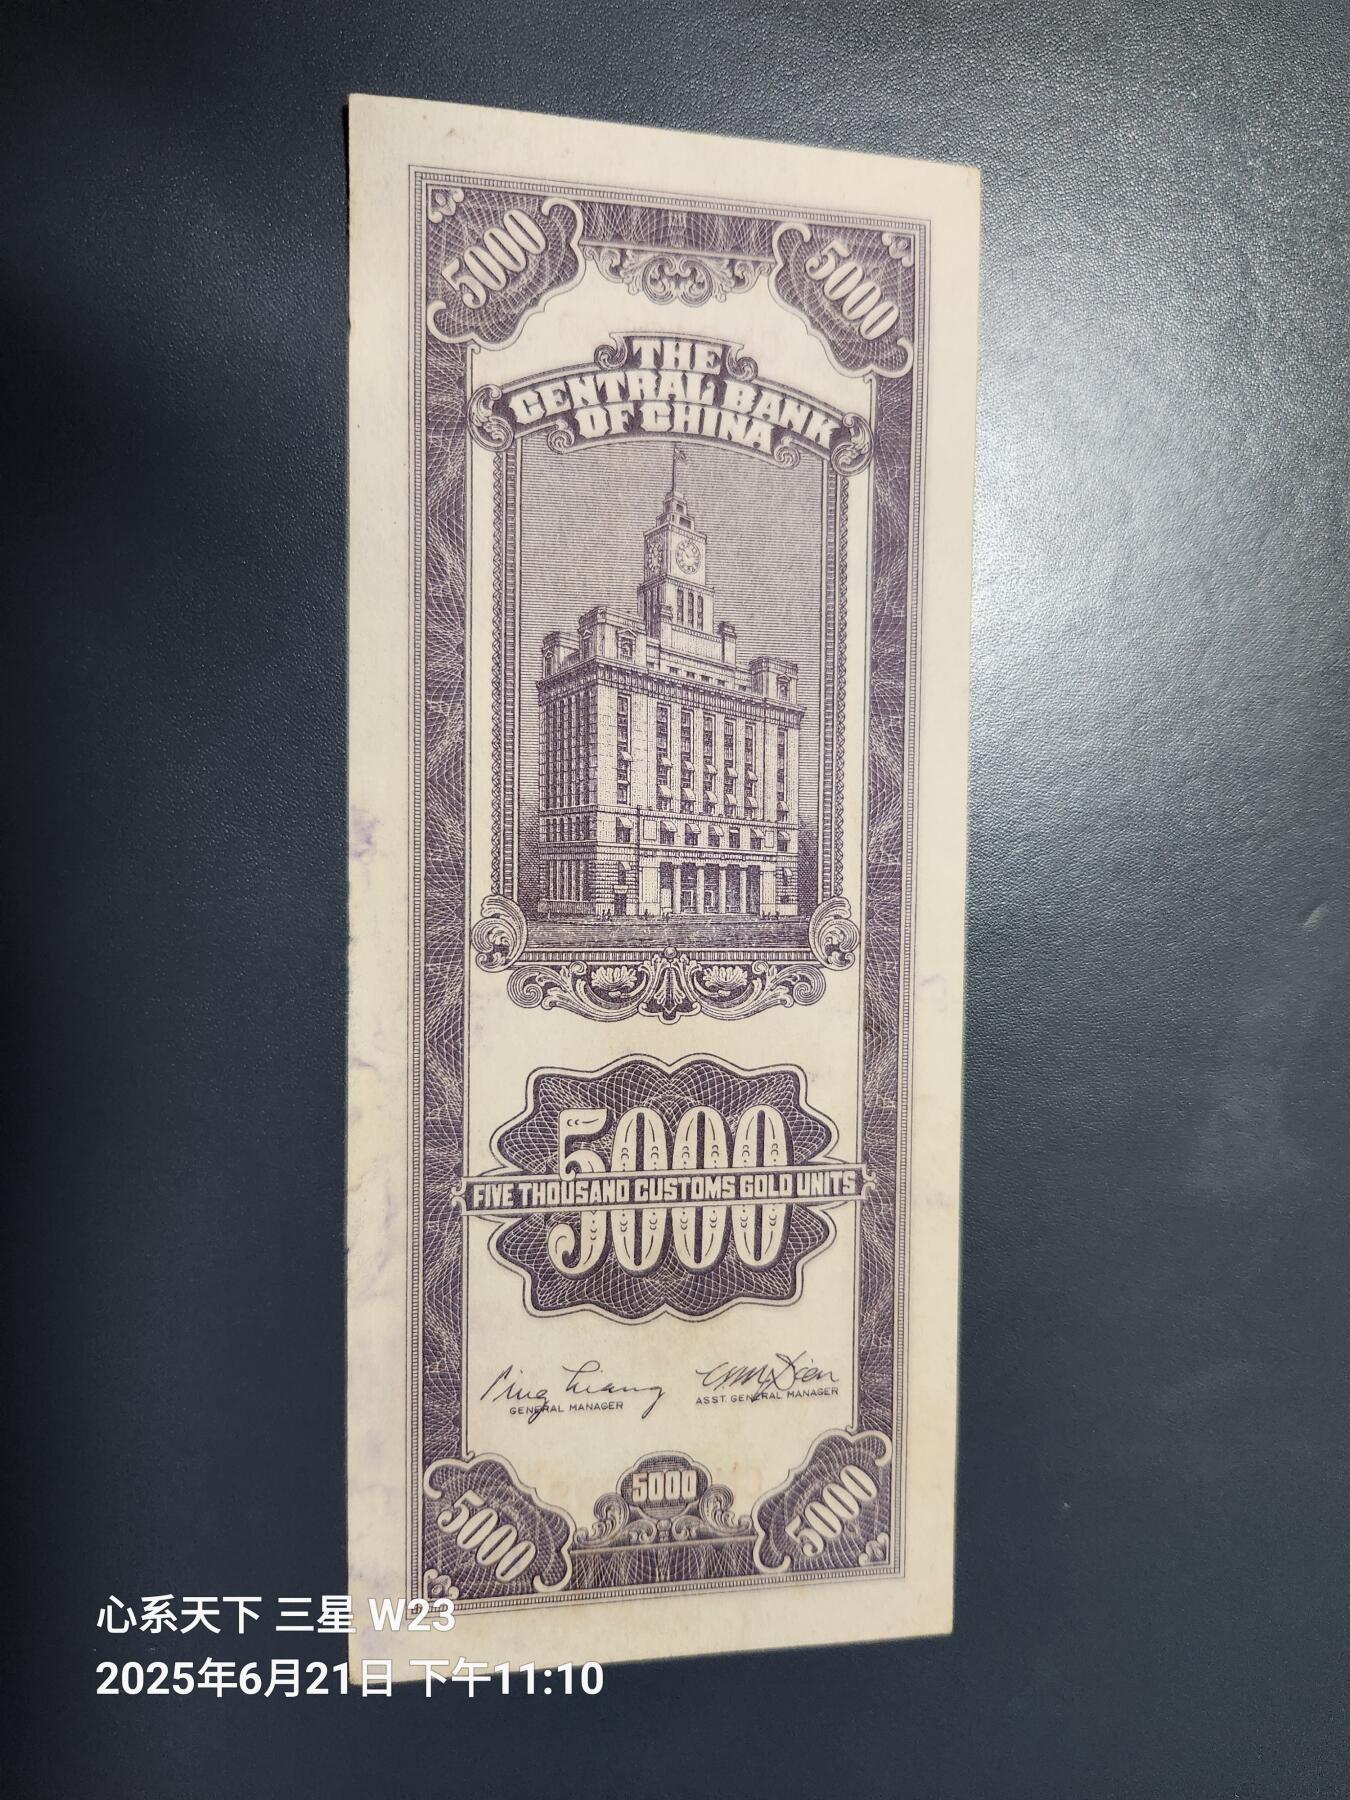 5000
5000
THE
CENTRAL BANK
OF CHINA
5000
FIVE THOUSAND CUSTOMS GOLD UNITS
GENERAL MANAGER
ASST. GENERAL MANAGER
5000
5000
5000
心系天下 三星 W23
2025年6月21日 下午11:10